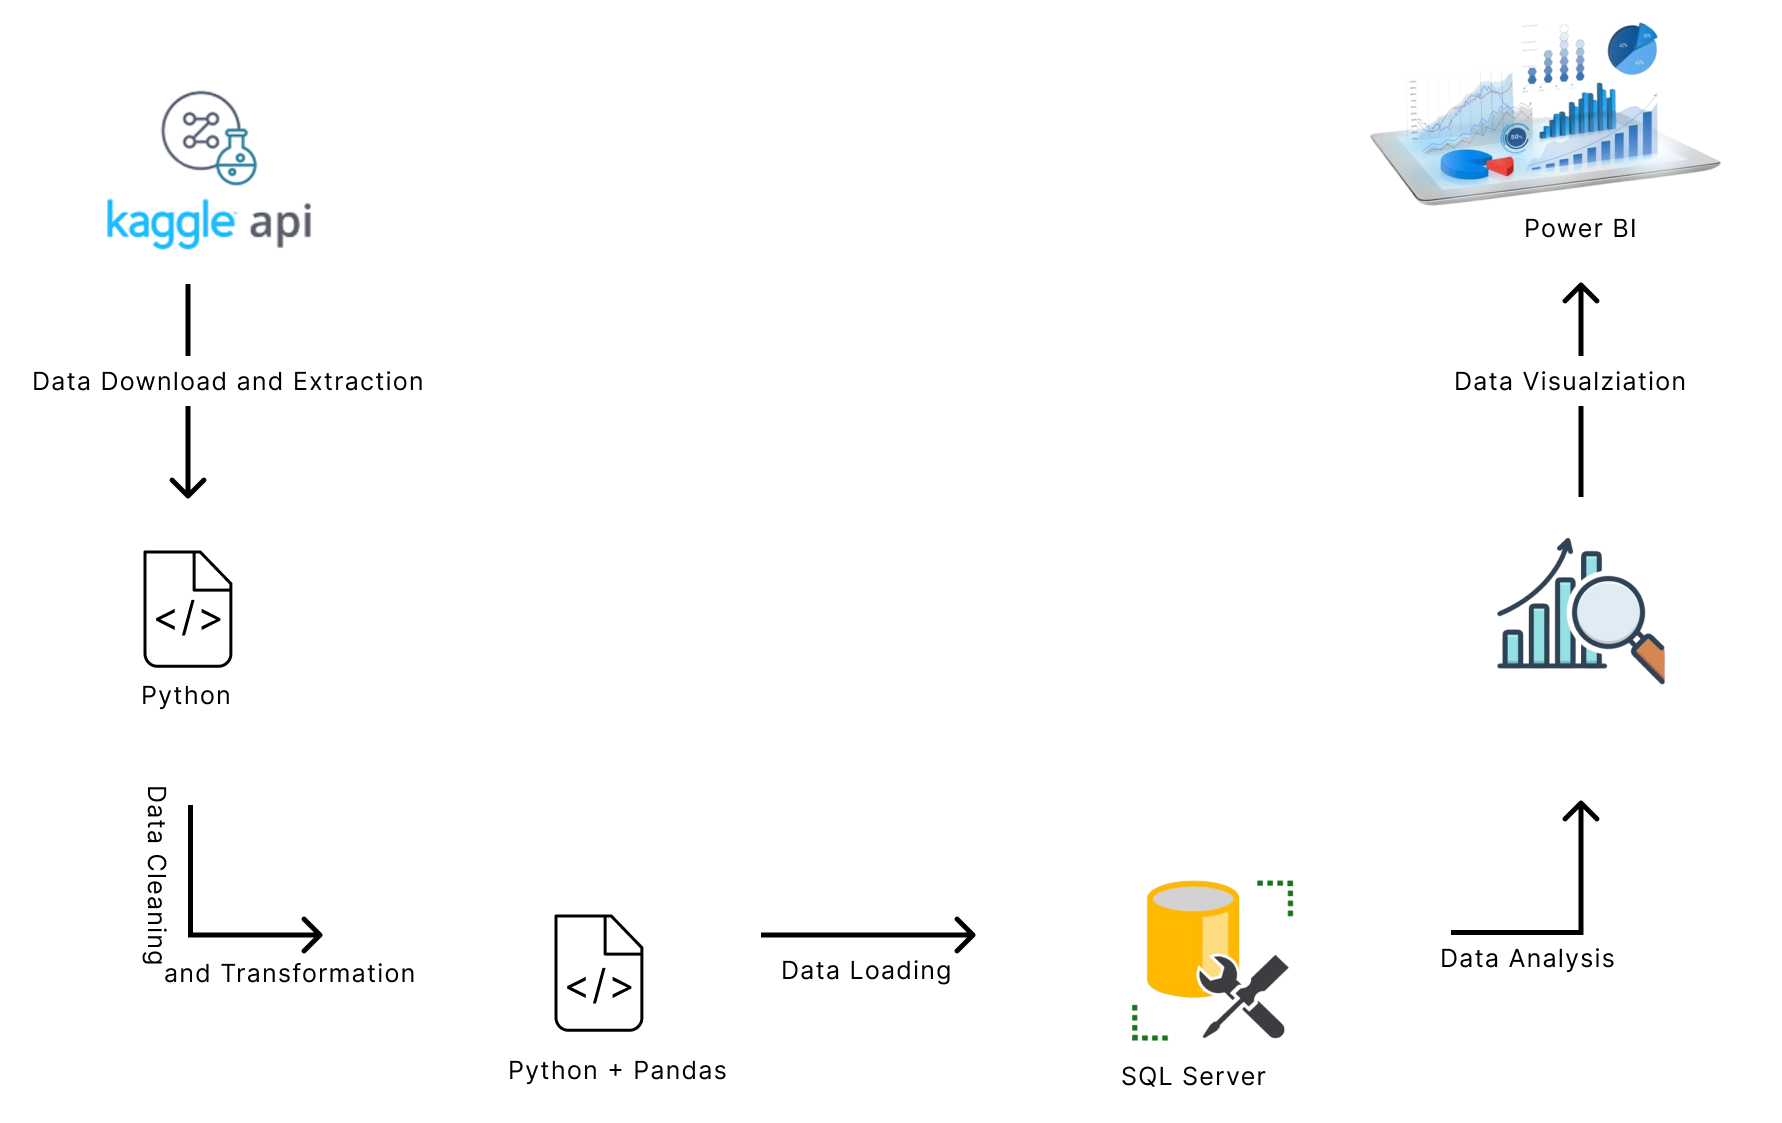 kaggle api
Data Download and Extraction
Python
Data Cleaning
and Transformation
Python + Pandas
Data Loading
SQL Server
Data Analysis
Data Visualziation
Power BI